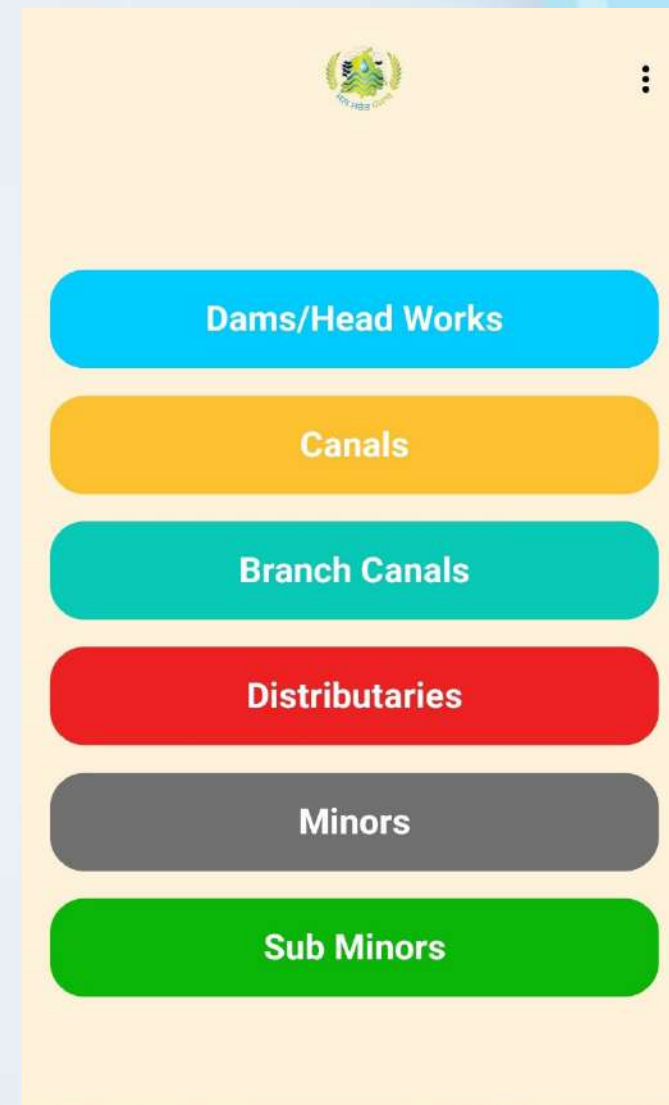 Dams/Head Works
Canals
Branch Canals
Distributaries
Minors
Sub Minors